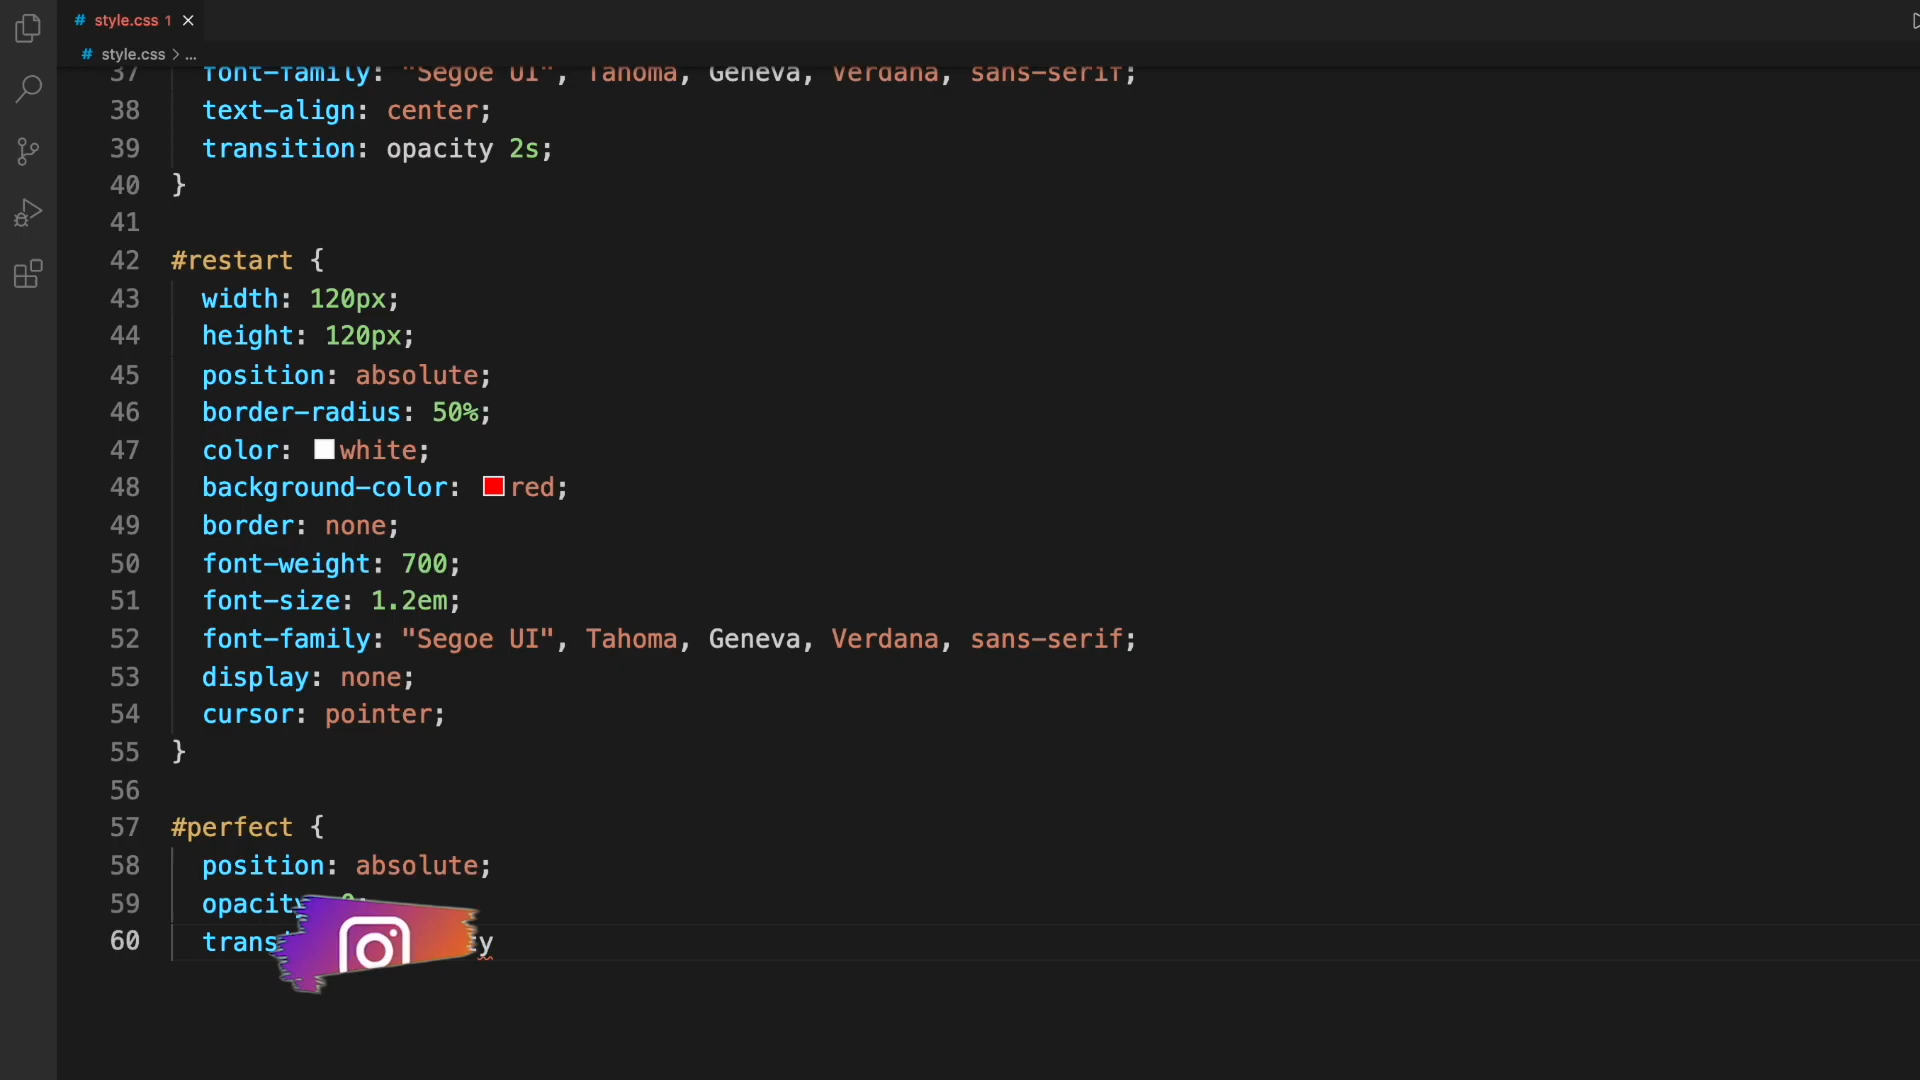 # style.css 1
# style.css > ...
37 font-family: "Segoe UI", Tahoma, Geneva, Verdana, sans-serif;
38 text-align: center;
39 transition: opacity 2s;
40 }
41
42 #restart {
43 width: 120px;
44 height: 120px;
45 position: absolute;
46 border-radius: 50%;
47 color: white;
48 background-color: red;
49 border: none;
50 font-weight: 700;
51 font-size: 1.2em;
52 font-family: "Segoe UI", Tahoma, Geneva, Verdana, sans-serif;
53 display: none;
54 cursor: pointer;
55 }
56
57 #perfect {
58 position: absolute;
59 opacity
60